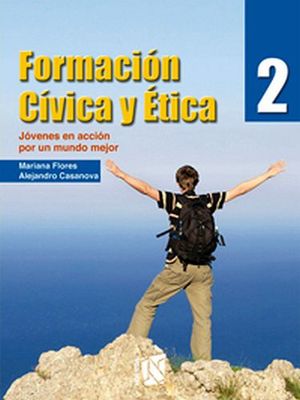 Formación
Cívica y Ética
2
Jóvenes en acción
por un mundo mejor
Mariana Flores
Alejandro Casanova